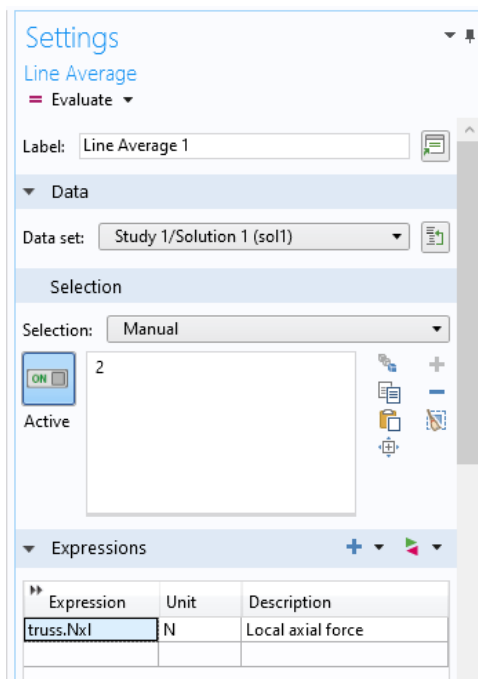 Settings
Line Average
= Evaluate
Label: Line Average 1
Data
Data set: Study 1/Solution 1 (sol1)
Selection
Selection: Manual
ON
2
Active
Expressions
Expression Unit Description
truss.Nxl N Local axial force